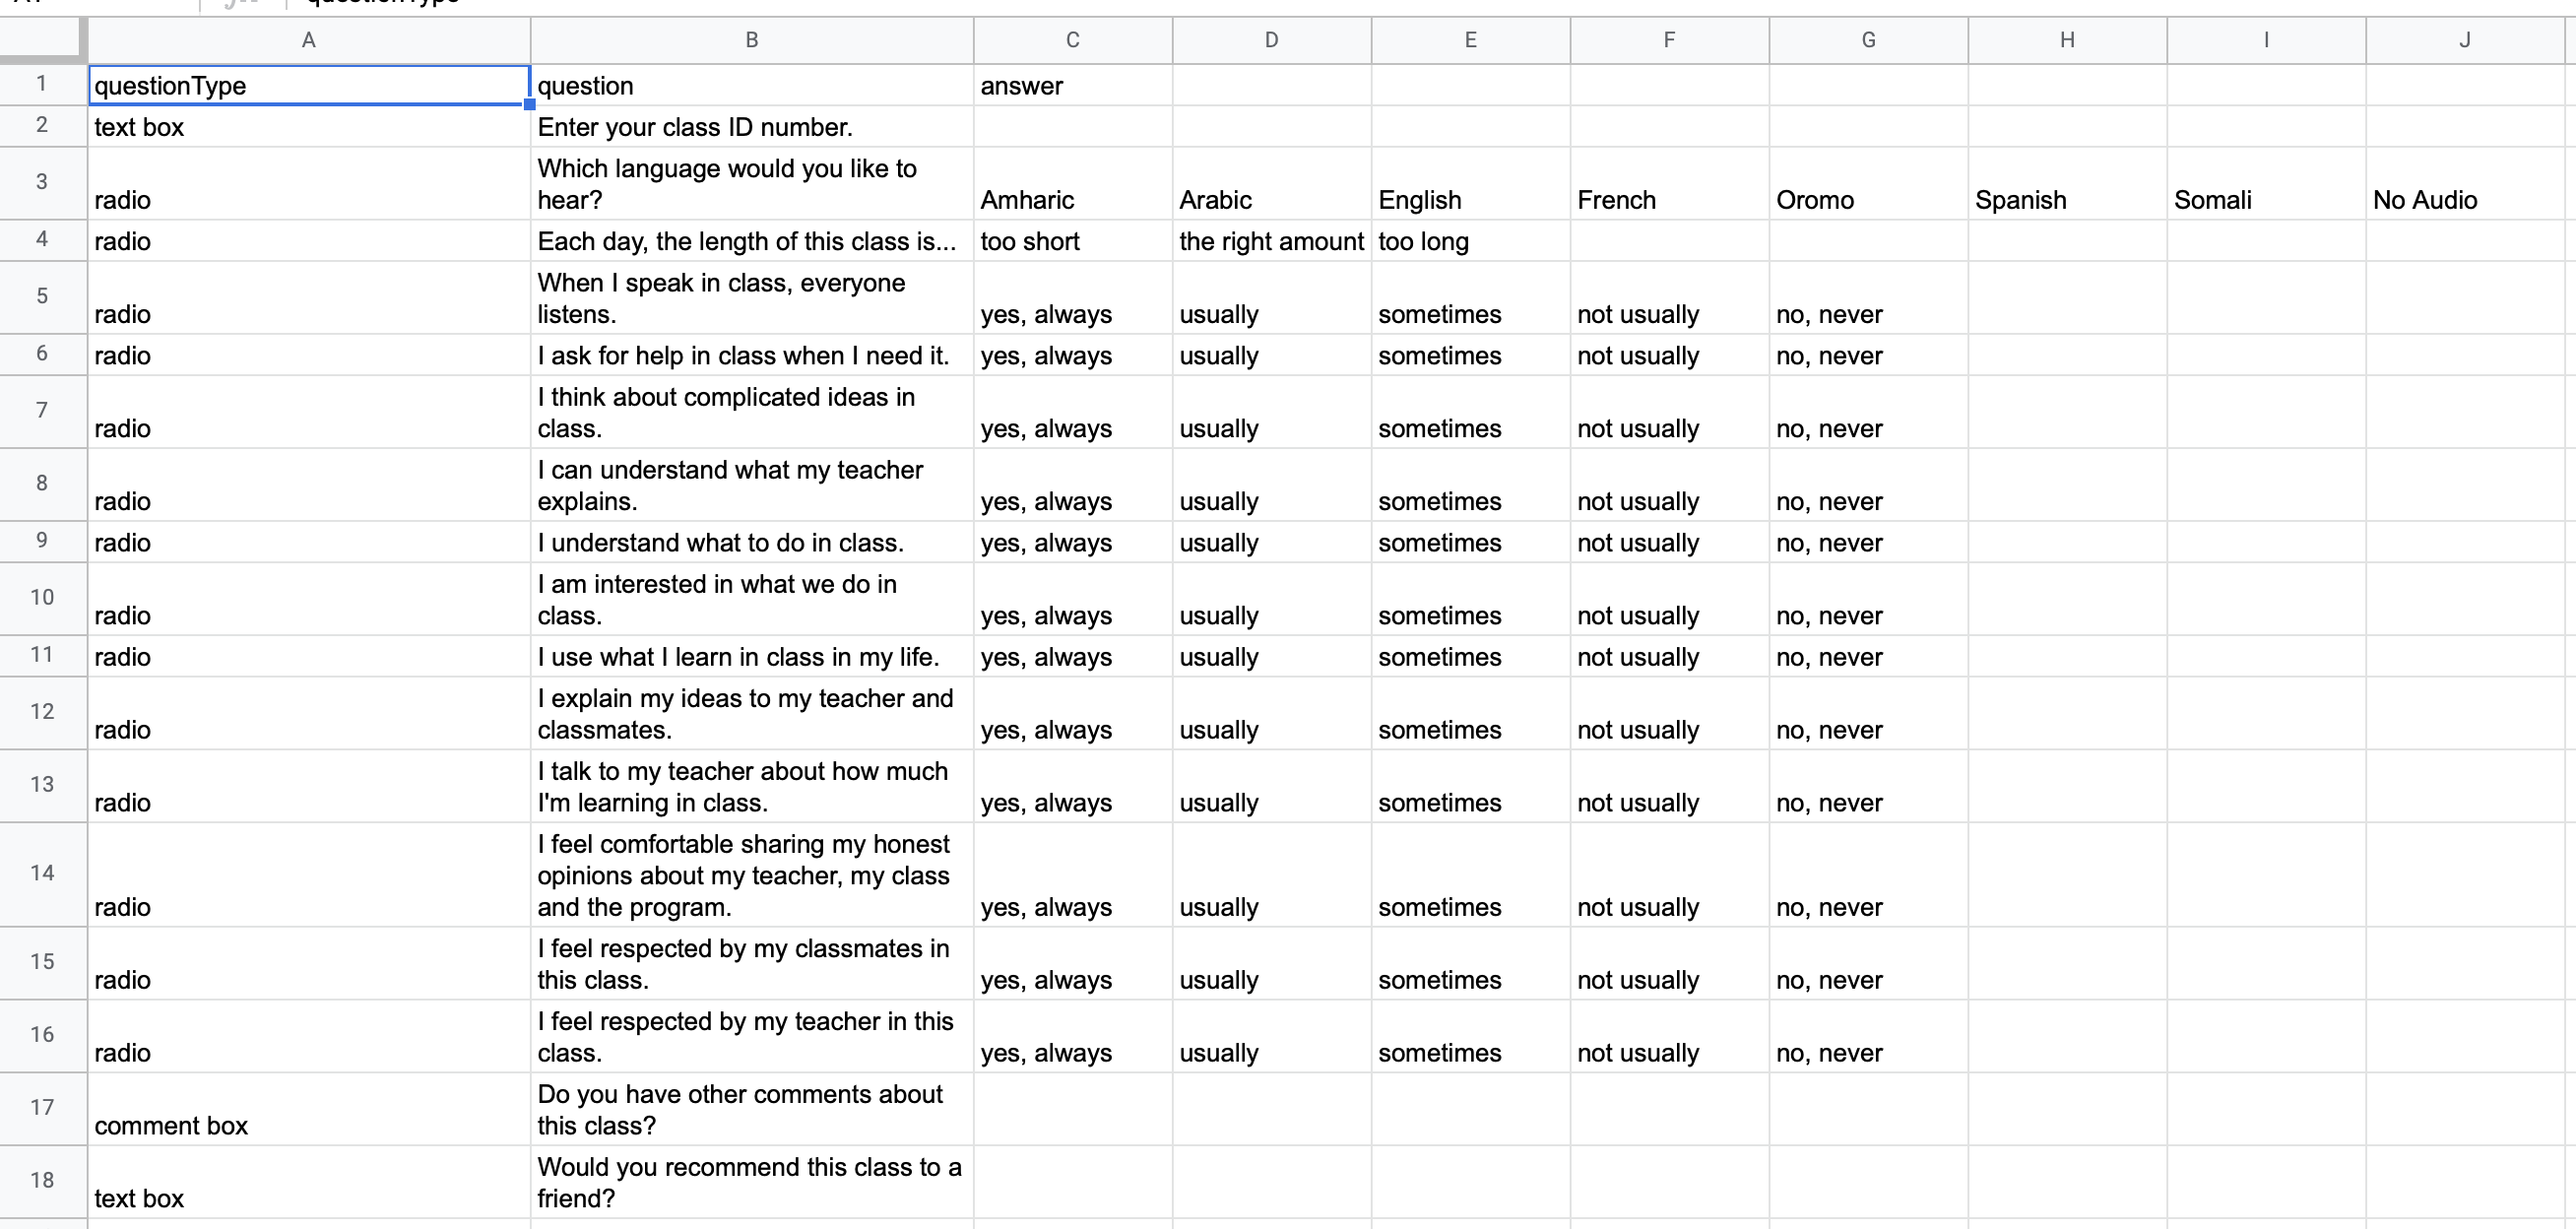 A B C D E F G H I J
1 questionType question answer
2 text box Enter your class ID number.
3 radio Which language would you like to
hear? Amharic Arabic English French Oromo Spanish Somali No Audio
4 radio Each day, the length of this class is... too short the right amount too long
5 radio When I speak in class, everyone
listens. yes, always usually sometimes not usually no, never
6 radio I ask for help in class when I need it. yes, always usually sometimes not usually no, never
7 radio I think about complicated ideas in
class. yes, always usually sometimes not usually no, never
8 radio I can understand what my teacher
explains. yes, always usually sometimes not usually no, never
9 radio I understand what to do in class. yes, always usually sometimes not usually no, never
10 radio I am interested in what we do in
class. yes, always usually sometimes not usually no, never
11 radio I use what I learn in class in my life. yes, always usually sometimes not usually no, never
12 radio I explain my ideas to my teacher and
classmates. yes, always usually sometimes not usually no, never
13 radio I talk to my teacher about how much
I'm learning in class. yes, always usually sometimes not usually no, never
14 radio I feel comfortable sharing my honest
opinions about my teacher, my class
and the program. yes, always usually sometimes not usually no, never
15 radio I feel respected by my classmates in
this class. yes, always usually sometimes not usually no, never
16 radio I feel respected by my teacher in this
class. yes, always usually sometimes not usually no, never
17 comment box Do you have other comments about
this class?
18 text box Would you recommend this class to a
friend?